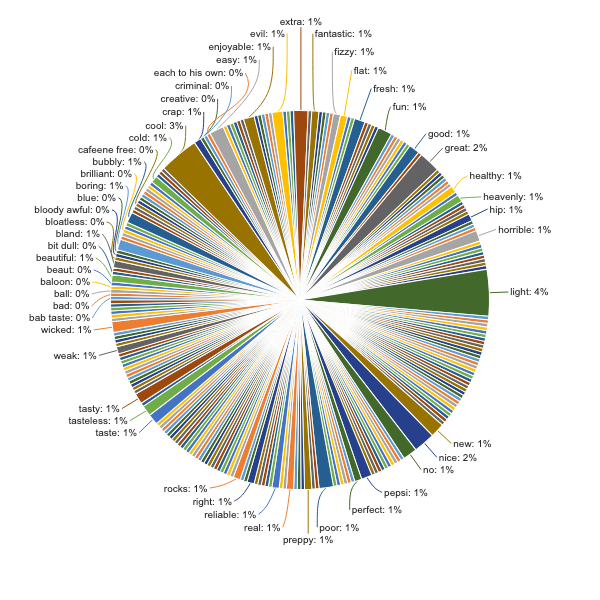 extra: 1%
fantastic: 1%
fizzy: 1%
flat: 1%
fresh: 1%
fun: 1%
good: 1%
great: 2%
healthy: 1%
heavenly: 1%
hip: 1%
horrible: 1%
light: 4%
new: 1%
nice: 2%
no: 1%
pepsi: 1%
perfect: 1%
poor: 1%
preppy: 1%
real: 1%
reliable: 1%
right: 1%
rocks: 1%
taste: 1%
tasteless: 1%
tasty: 1%
weak: 1%
wicked: 1%
bab taste: 0%
bad: 0%
ball: 0%
baloon: 0%
beaut: 0%
beautiful: 1%
bit dull: 0%
bland: 1%
bloatless: 0%
bloody awful: 0%
blue: 0%
boring: 1%
brilliant: 0%
bubbly: 1%
cafeene free: 0%
cold: 1%
cool: 3%
crap: 1%
creative: 0%
criminal: 0%
each to his own: 0%
easy: 1%
enjoyable: 1%
evil: 1%